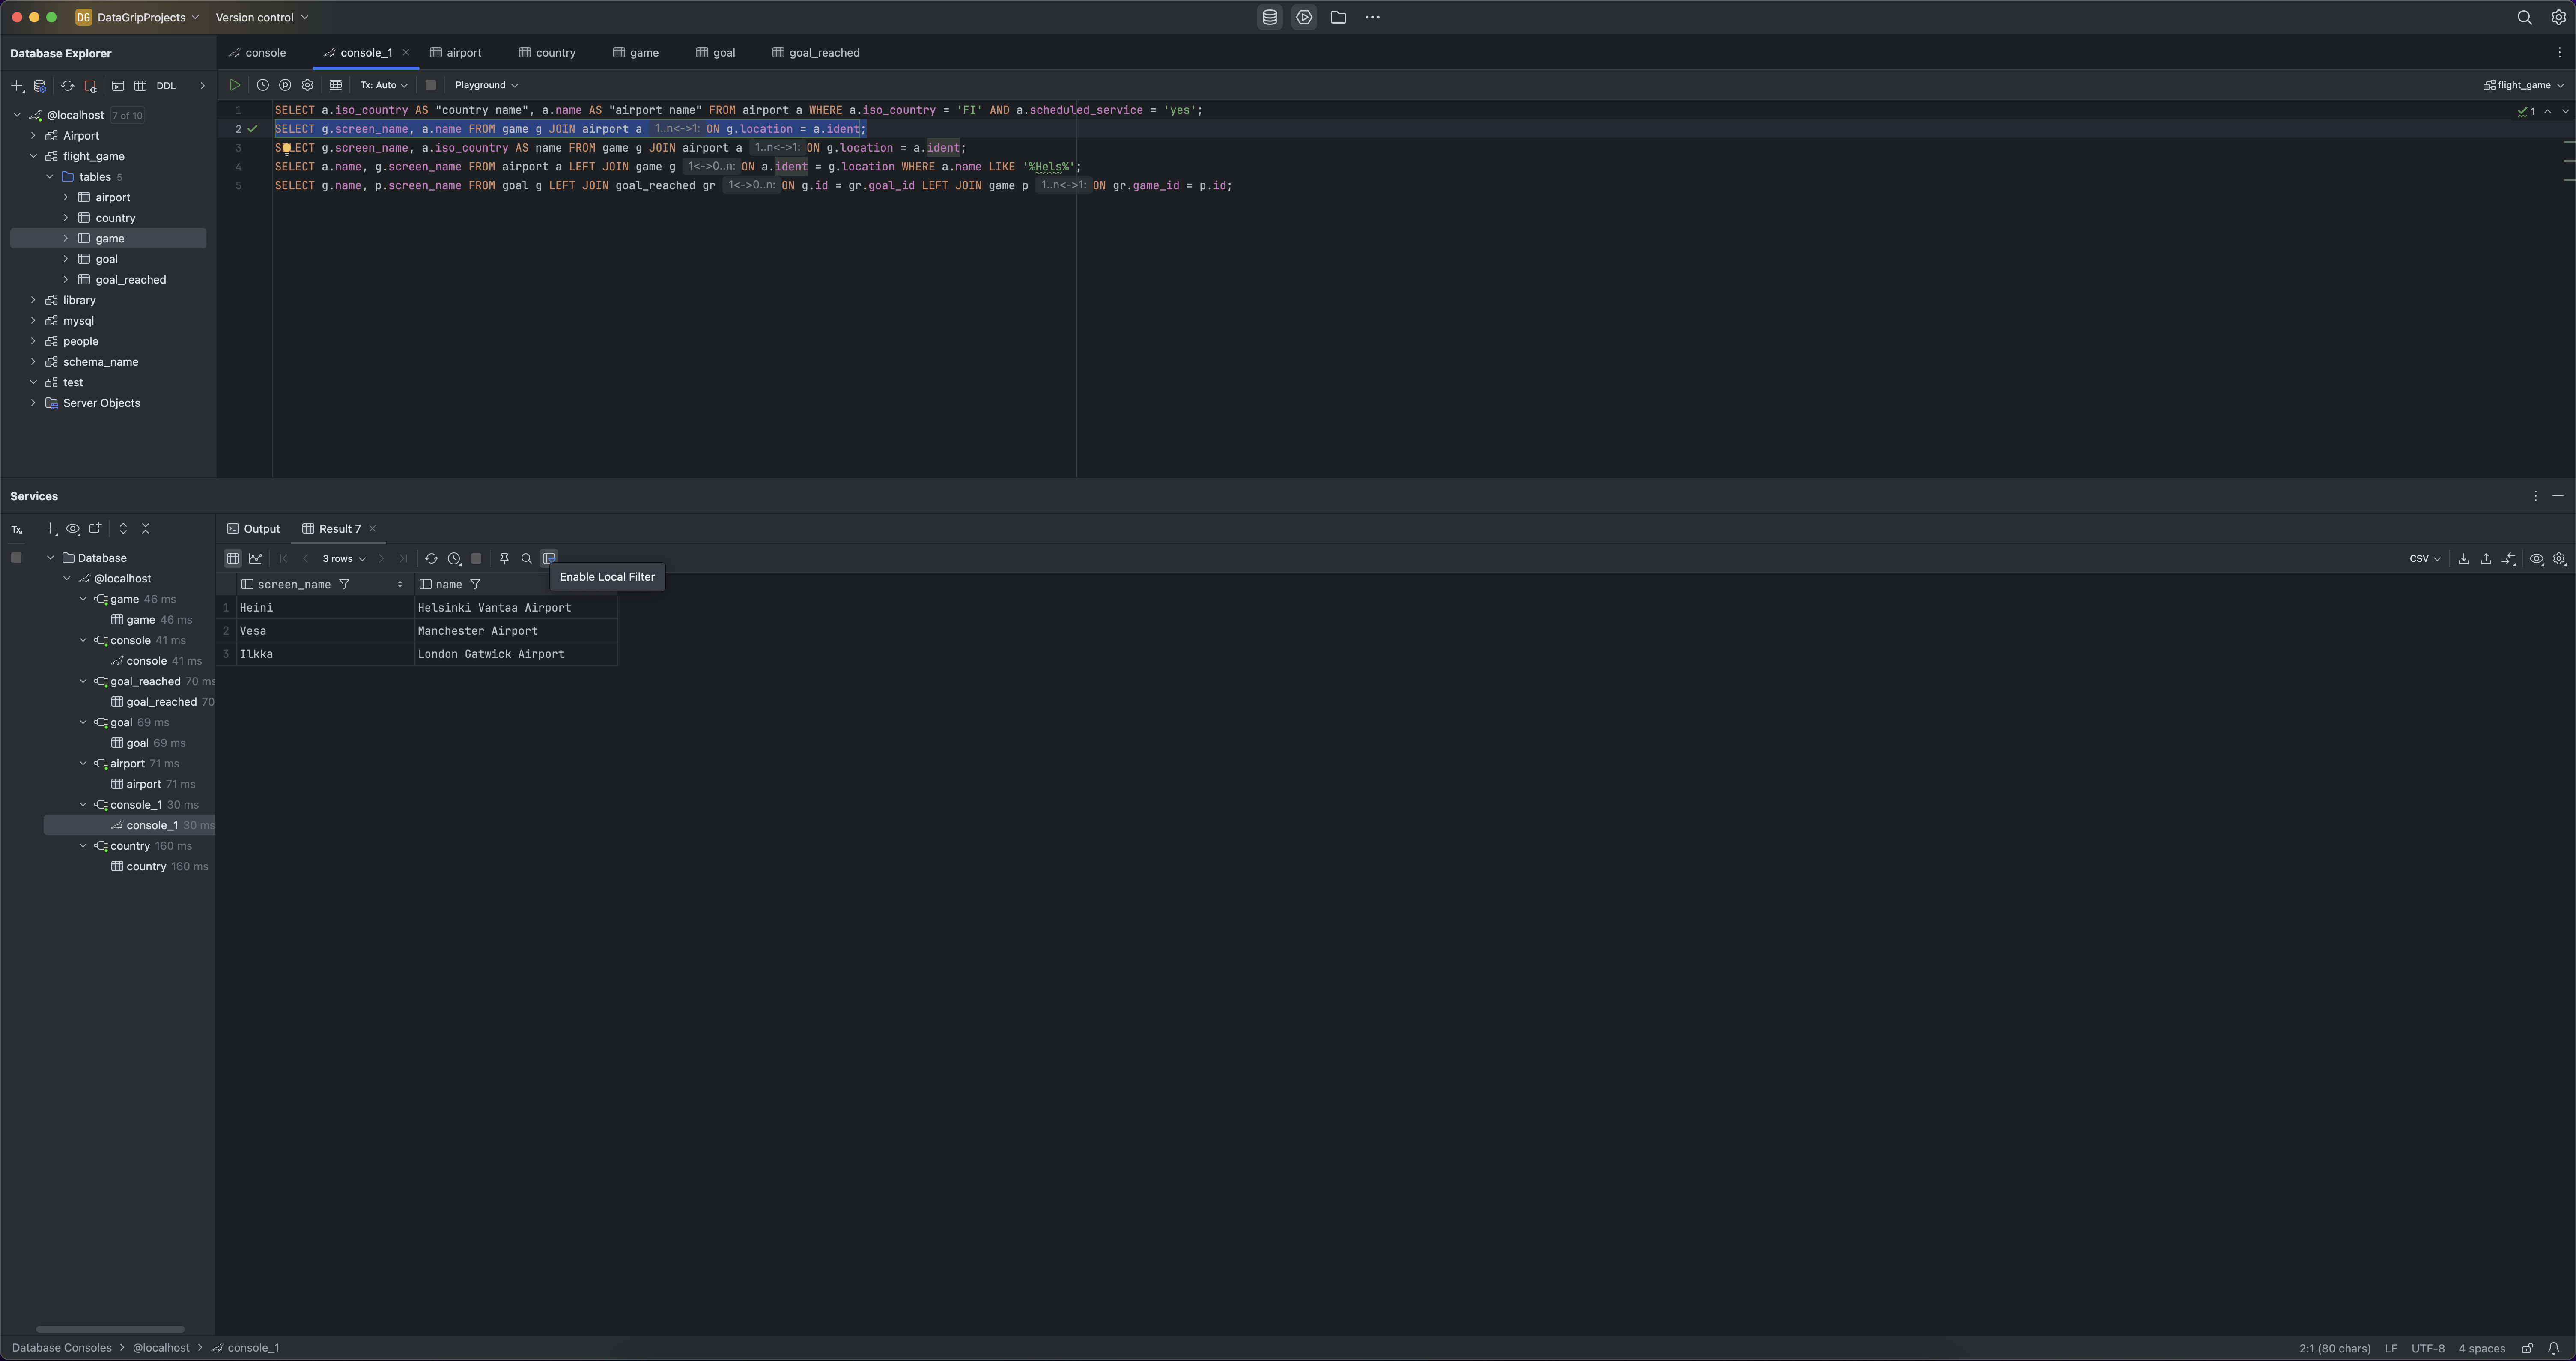 DG DataGripProjects Version control
Database Explorer
DDL
@localhost 7 of 10
Airport
flight_game
tables 5
airport
country
game
goal
goal_reached
library
mysql
people
schema_name
test
Server Objects
console console_1 airport country game goal goal_reached
Tx: Auto Playground flight_game
1 SELECT a.iso_country AS "country name", a.name AS "airport name" FROM airport a WHERE a.iso_country = 'FI' AND a.scheduled_service = 'yes'; 1
2 SELECT g.screen_name, a.name FROM game g JOIN airport a 1..n<->1: ON g.location = a.ident;
3 SELECT g.screen_name, a.iso_country AS name FROM game g JOIN airport a 1..n<->1: ON g.location = a.ident;
4 SELECT a.name, g.screen_name FROM airport a LEFT JOIN game g 1<->0..n: ON a.ident = g.location WHERE a.name LIKE '%Hels%';
5 SELECT g.name, p.screen_name FROM goal g LEFT JOIN goal_reached gr 1<->0..n: ON g.id = gr.goal_id LEFT JOIN game p 1..n<->1: ON gr.game_id = p.id;
Services
Tx
Database
@localhost
game 46 ms
game 46 ms
console 41 ms
console 41 ms
goal_reached 70 ms
goal_reached 70
goal 69 ms
goal 69 ms
airport 71 ms
airport 71 ms
console_1 30 ms
console_1 30 ms
country 160 ms
country 160 ms
Output Result 7
3 rows CSV
Enable Local Filter
screen_name name
1 Heini Helsinki Vantaa Airport
2 Vesa Manchester Airport
3 Ilkka London Gatwick Airport
Database Consoles > @localhost > console_1 2:1 (80 chars) LF UTF-8 4 spaces